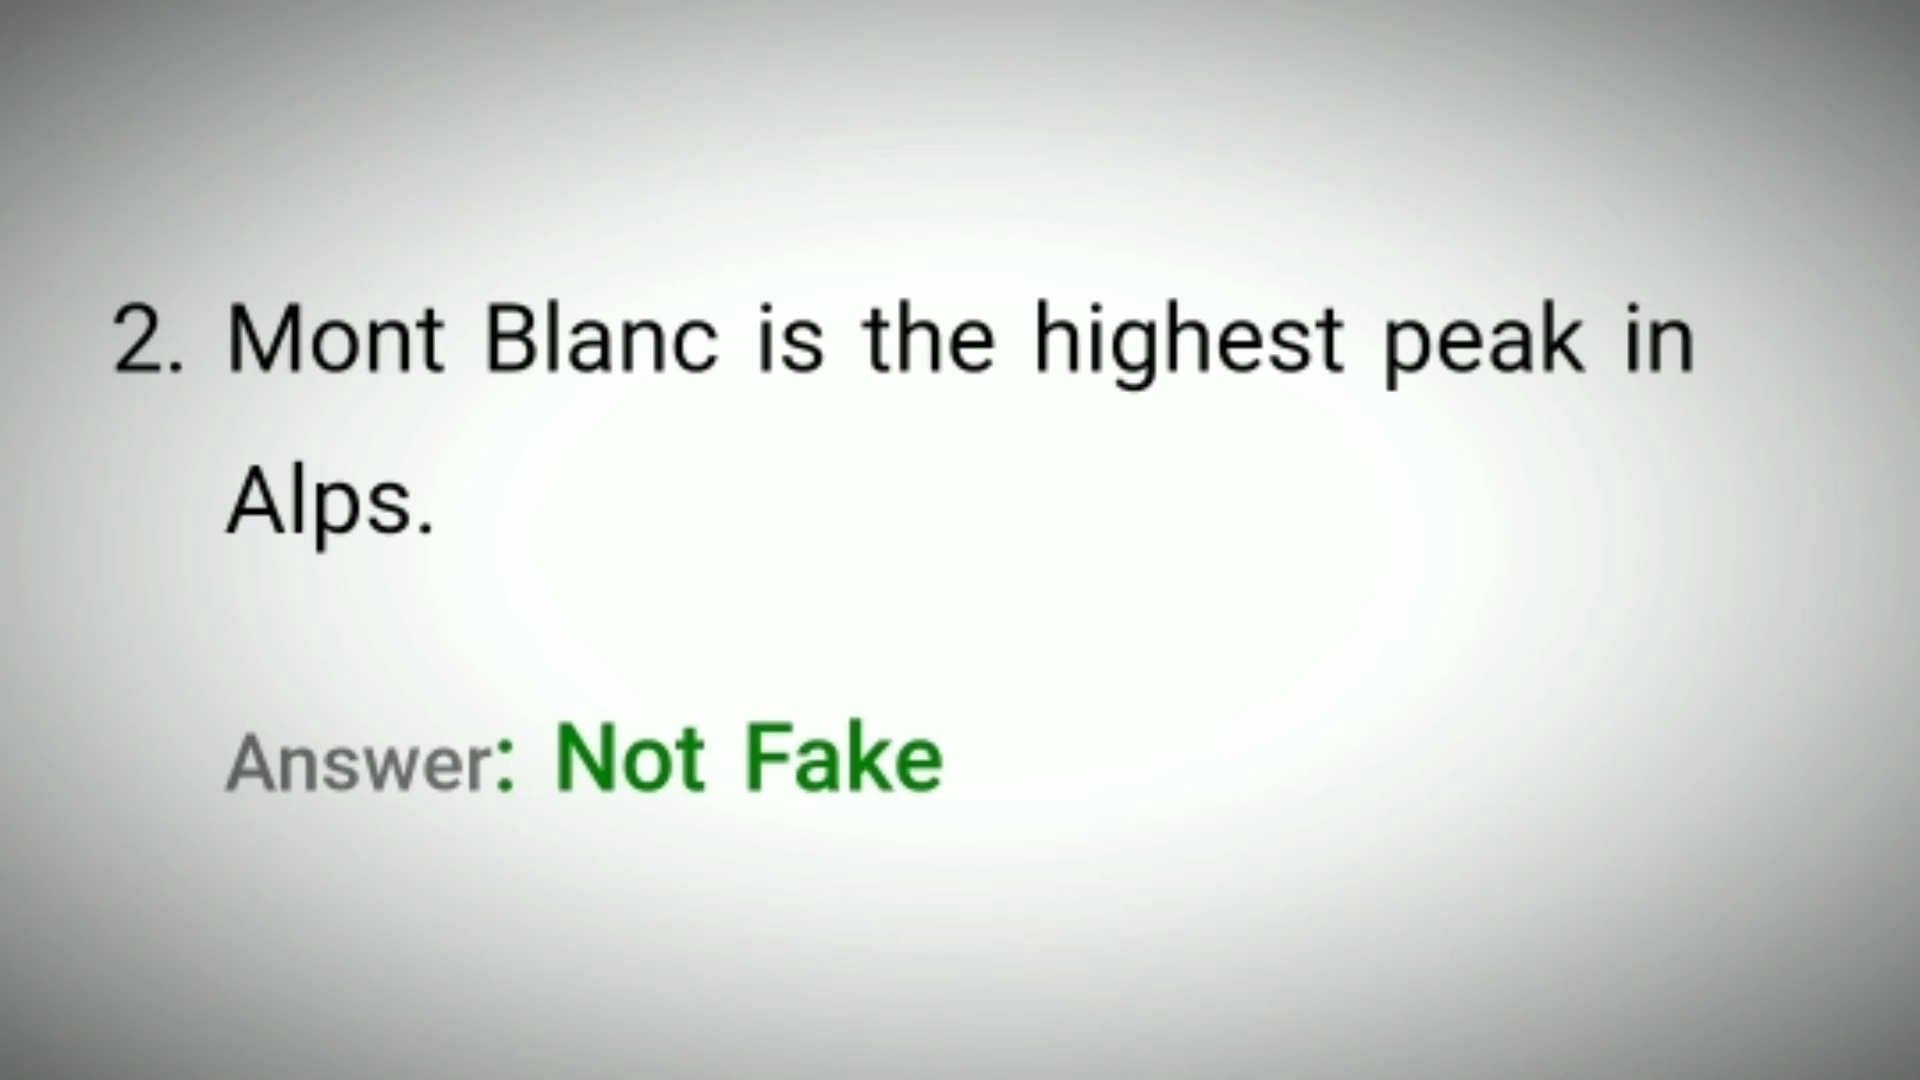 2. Mont Blanc is the highest peak in
Alps.
Answer: Not Fake